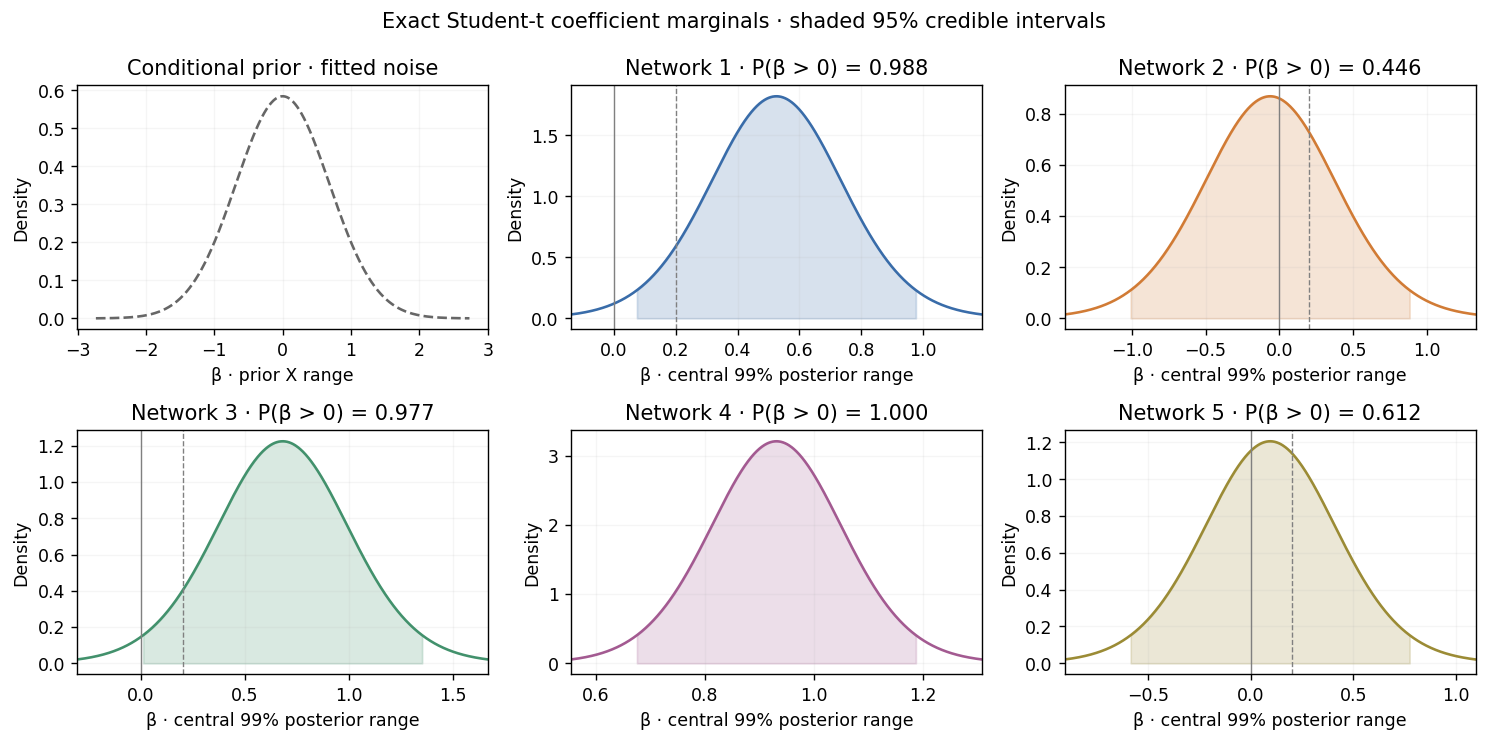 Exact Student-t coefficient marginals · shaded 95% credible intervals
Conditional prior · fitted noise
Density
0.6
0.5
0.4
0.3
0.2
0.1
0.0
−3 −2 −1 0 1 2 3
β · prior X range
Network 1 · P(β > 0) = 0.988
Density
1.5
1.0
0.5
0.0
0.0 0.2 0.4 0.6 0.8 1.0
β · central 99% posterior range
Network 2 · P(β > 0) = 0.446
Density
0.8
0.6
0.4
0.2
0.0
−1.0 −0.5 0.0 0.5 1.0
β · central 99% posterior range
Network 3 · P(β > 0) = 0.977
Density
1.2
1.0
0.8
0.6
0.4
0.2
0.0
0.0 0.5 1.0 1.5
β · central 99% posterior range
Network 4 · P(β > 0) = 1.000
Density
3
2
1
0
0.6 0.8 1.0 1.2
β · central 99% posterior range
Network 5 · P(β > 0) = 0.612
Density
1.2
1.0
0.8
0.6
0.4
0.2
0.0
−0.5 0.0 0.5 1.0
β · central 99% posterior range